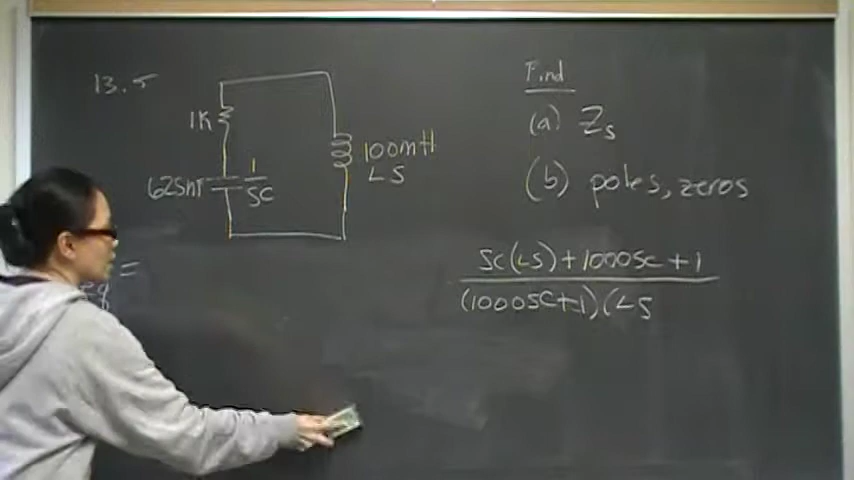 13.5
1K
625nF
1
SC
100mH
LS
eq =
Find
(a) Zs
(b) poles, zeros
SC(LS)+1000SC+1
(1000SC+1)(LS